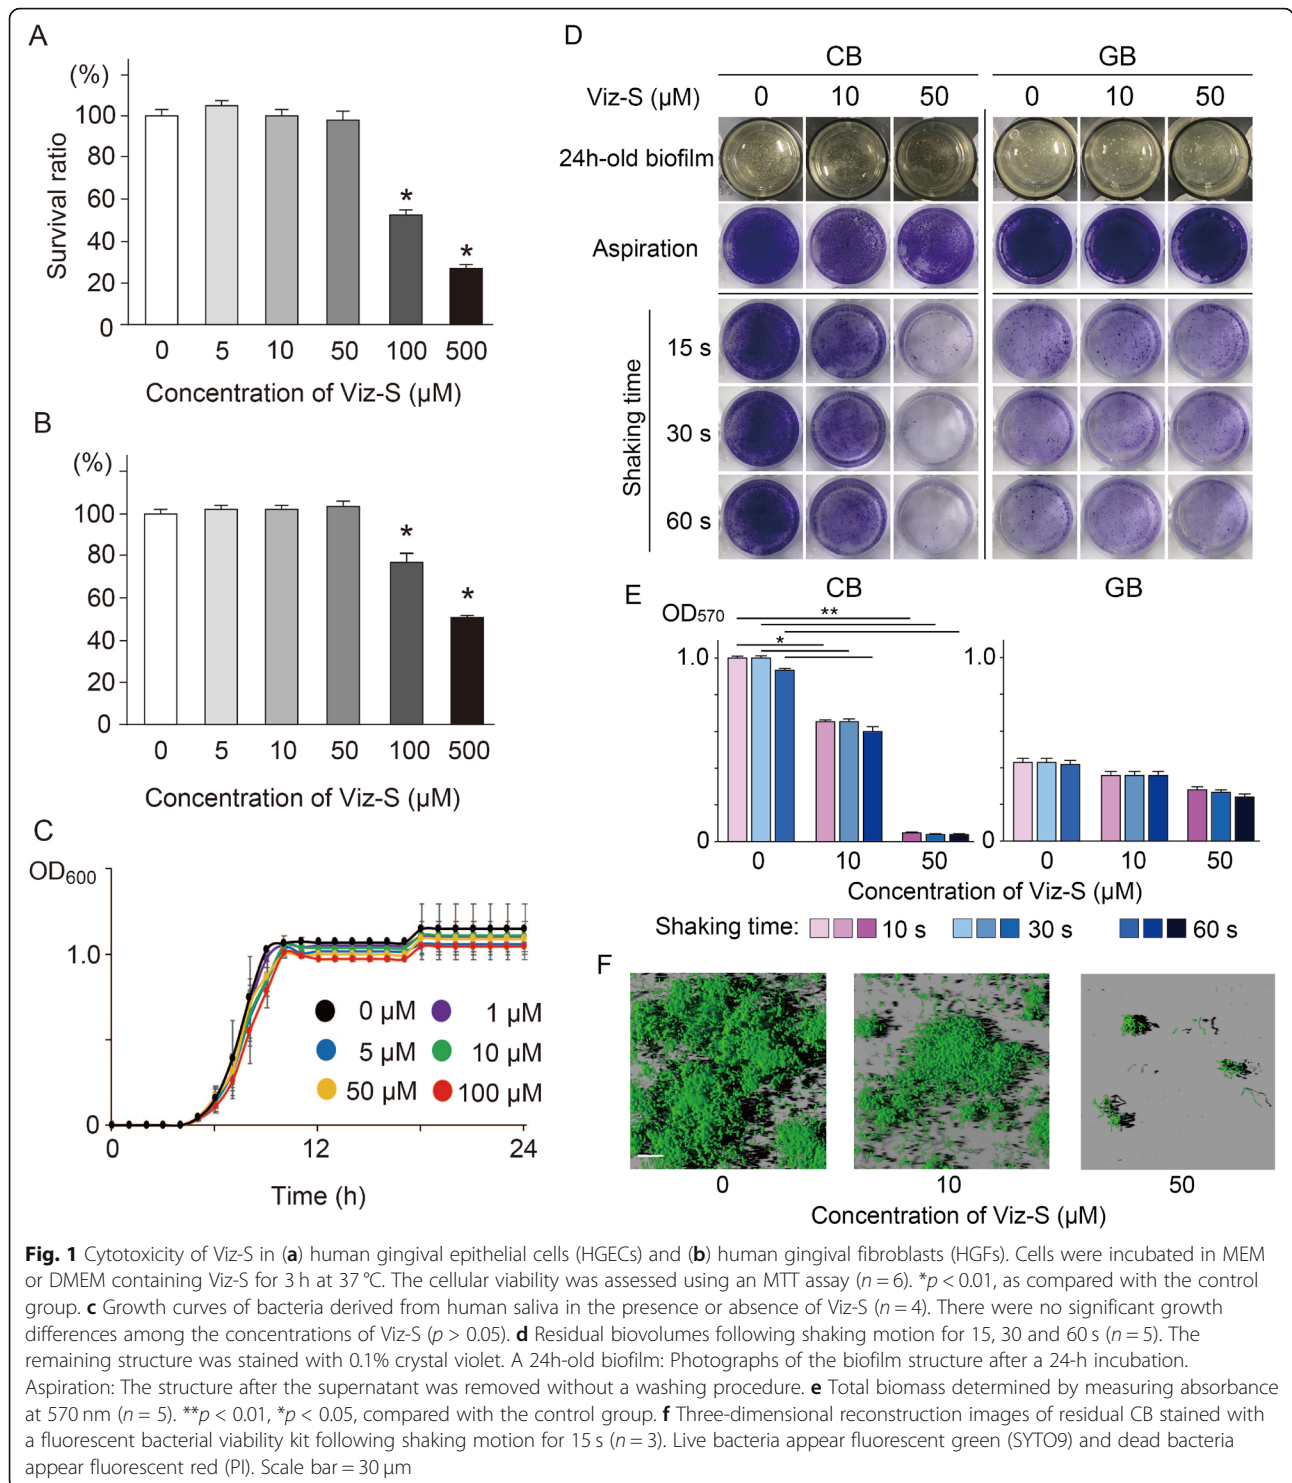 A
(%)
100
80
60
40
20
0
Survival ratio
*
*
0 5 10 50 100 500
Concentration of Viz-S (µM)
B
(%)
100
80
60
40
20
0
*
*
0 5 10 50 100 500
Concentration of Viz-S (µM)
C
OD600
1.0
0
0 µM 1 µM
5 µM 10 µM
50 µM 100 µM
0 12 24
Time (h)
D
CB GB
Viz-S (µM) 0 10 50 0 10 50
24h-old biofilm
Aspiration
Shaking time
15 s
30 s
60 s
E
CB GB
OD570
**
*
1.0 1.0
0 0
0 10 50 0 10 50
Concentration of Viz-S (µM)
Shaking time: 10 s 30 s 60 s
F
0 10 50
Concentration of Viz-S (µM)
Fig. 1 Cytotoxicity of Viz-S in (a) human gingival epithelial cells (HGECs) and (b) human gingival fibroblasts (HGFs). Cells were incubated in MEM
or DMEM containing Viz-S for 3 h at 37 °C. The cellular viability was assessed using an MTT assay (n = 6). *p < 0.01, as compared with the control
group. c Growth curves of bacteria derived from human saliva in the presence or absence of Viz-S (n = 4). There were no significant growth
differences among the concentrations of Viz-S (p > 0.05). d Residual biovolumes following shaking motion for 15, 30 and 60 s (n = 5). The
remaining structure was stained with 0.1% crystal violet. A 24h-old biofilm: Photographs of the biofilm structure after a 24-h incubation.
Aspiration: The structure after the supernatant was removed without a washing procedure. e Total biomass determined by measuring absorbance
at 570 nm (n = 5). **p < 0.01, *p < 0.05, compared with the control group. f Three-dimensional reconstruction images of residual CB stained with
a fluorescent bacterial viability kit following shaking motion for 15 s (n = 3). Live bacteria appear fluorescent green (SYTO9) and dead bacteria
appear fluorescent red (PI). Scale bar = 30 µm